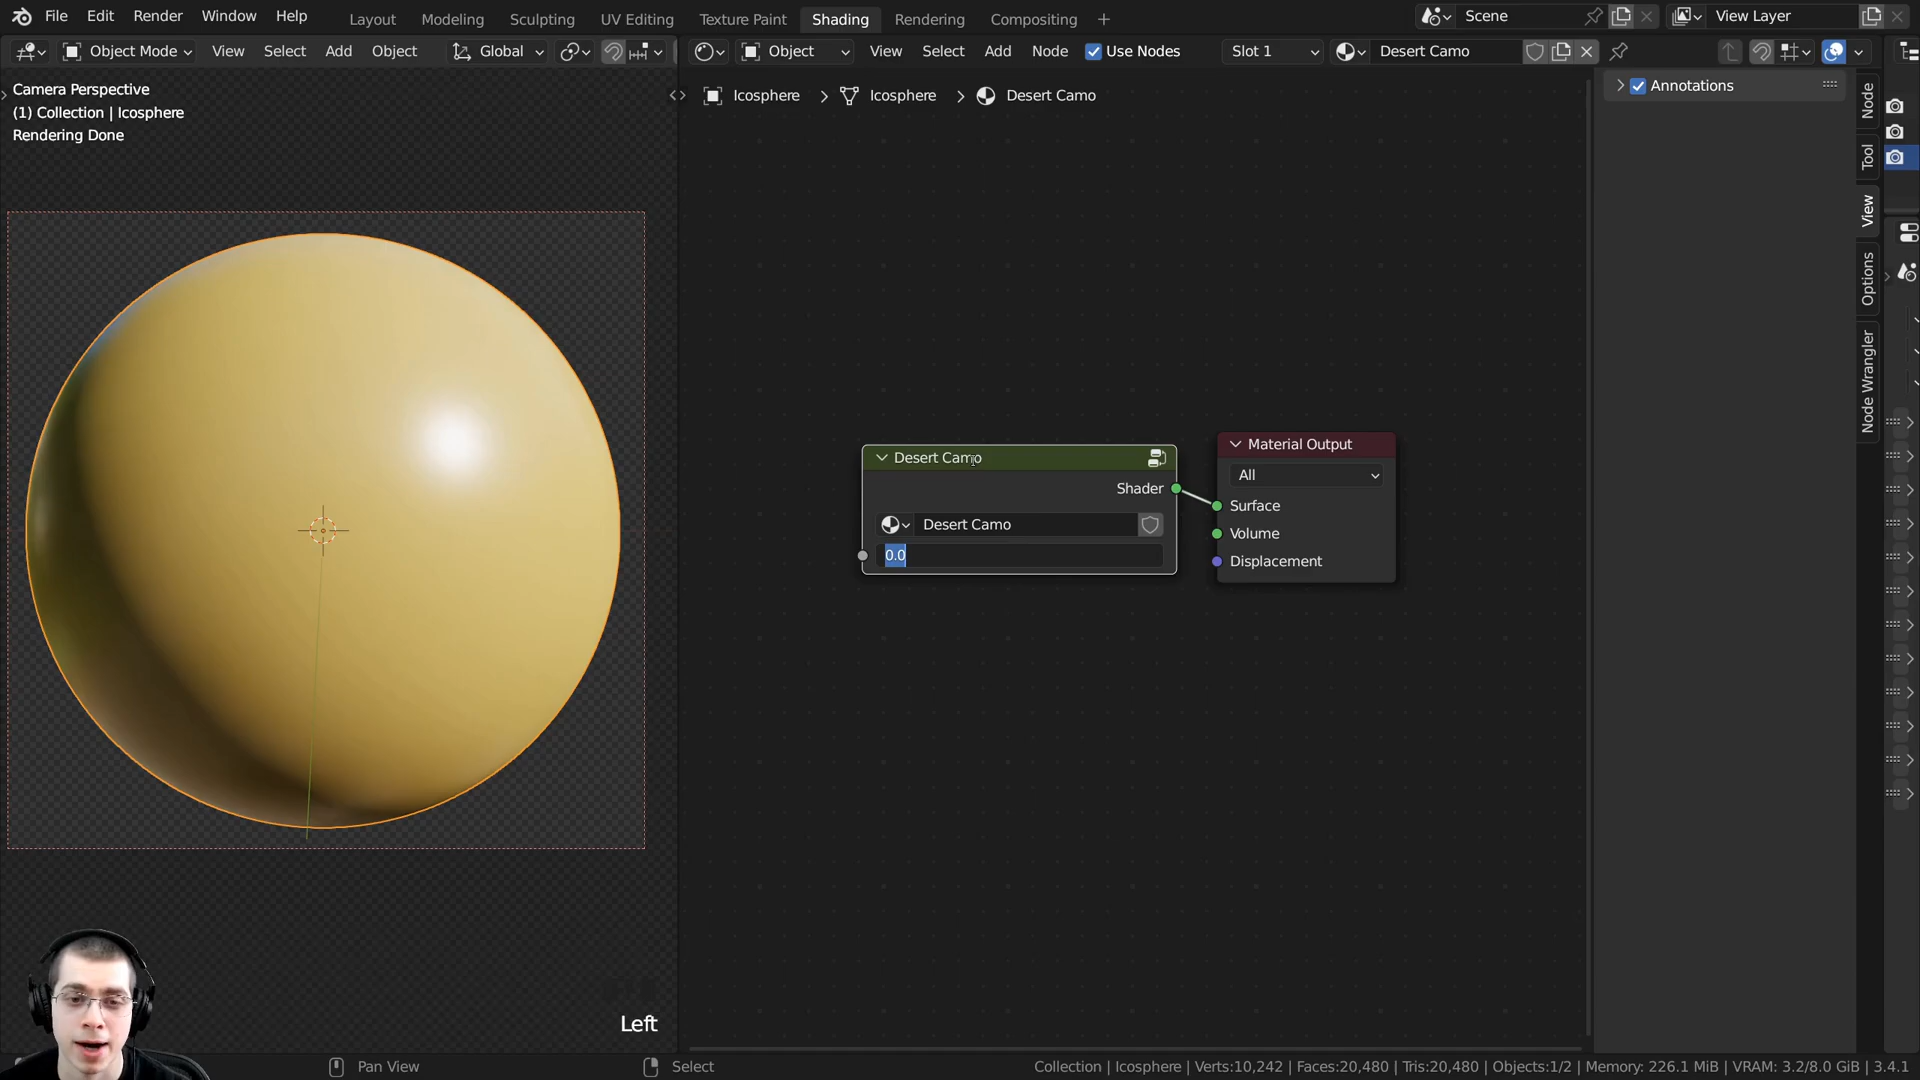 File Edit Render Window Help Layout Modeling Sculpting UV Editing Texture Paint Shading Rendering Compositing + Scene View Layer
Object Mode View Select Add Object Global Object View Select Add Node Use Nodes Slot 1 Desert Camo
Camera Perspective
(1) Collection | Icosphere
Rendering Done
Icosphere Icosphere Desert Camo
Annotations
Node
Tool
View
Options
Node Wrangler
Desert Camo
Shader
Desert Camo
0.0
Material Output
All
Surface
Volume
Displacement
Left
Pan View Select Collection | Icosphere | Verts:10,242 | Faces:20,480 | Tris:20,480 | Objects:1/2 | Memory: 226.1 MiB | VRAM: 3.2/8.0 GiB | 3.4.1